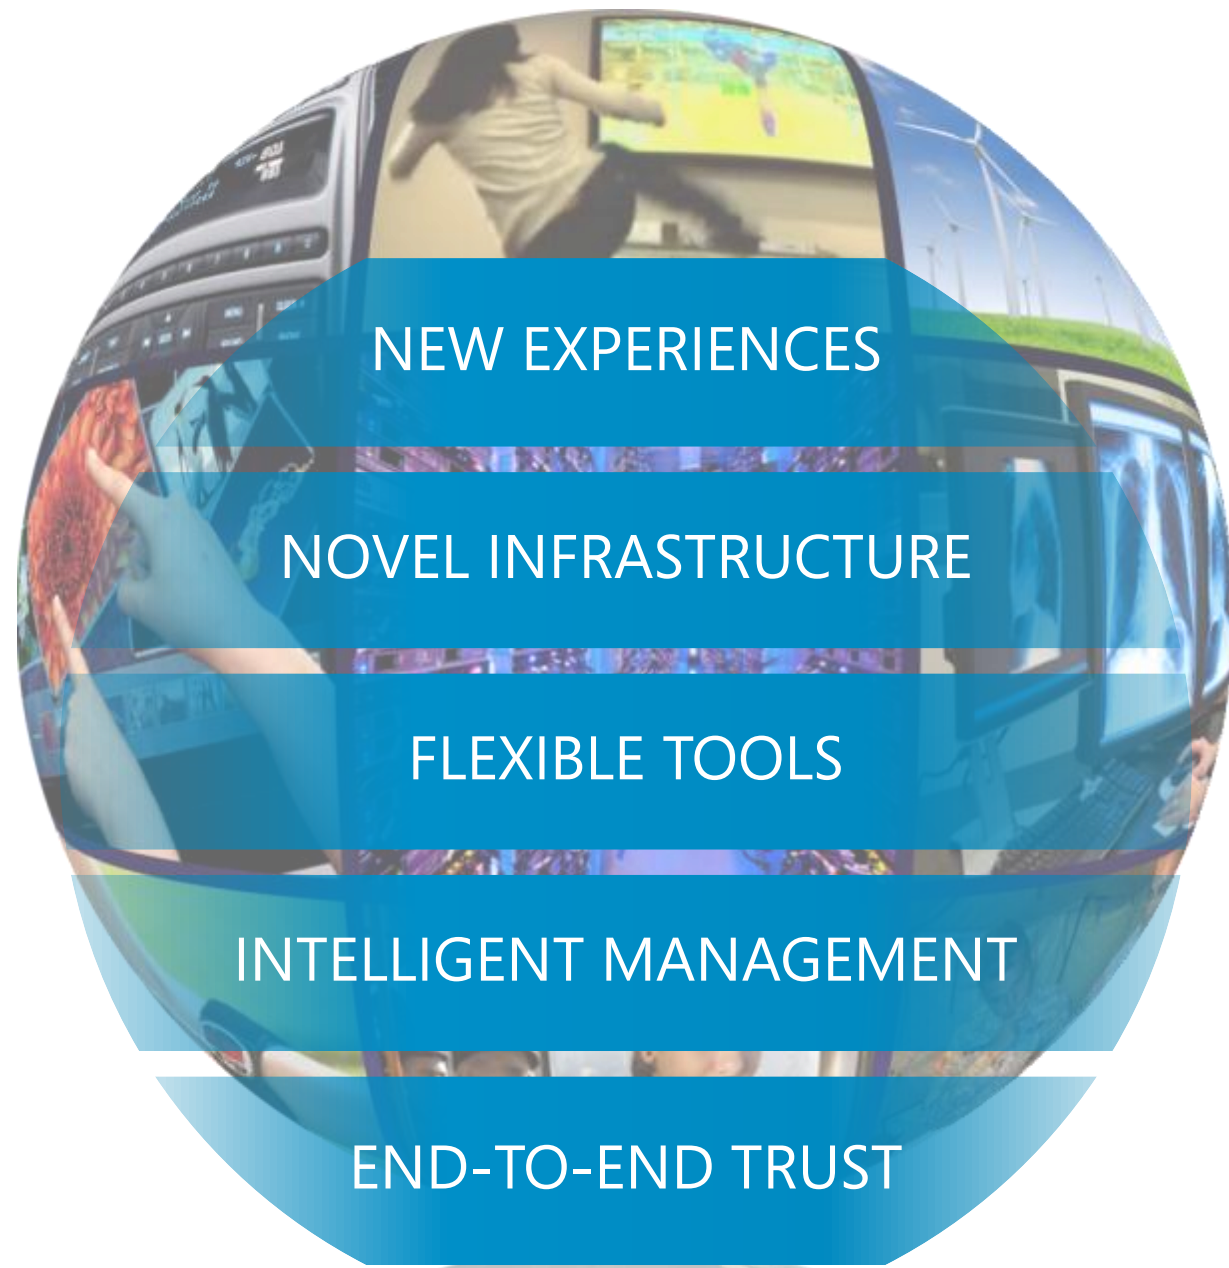 NEW EXPERIENCES
NOVEL INFRASTRUCTURE
FLEXIBLE TOOLS
INTELLIGENT MANAGEMENT
END-TO-END TRUST